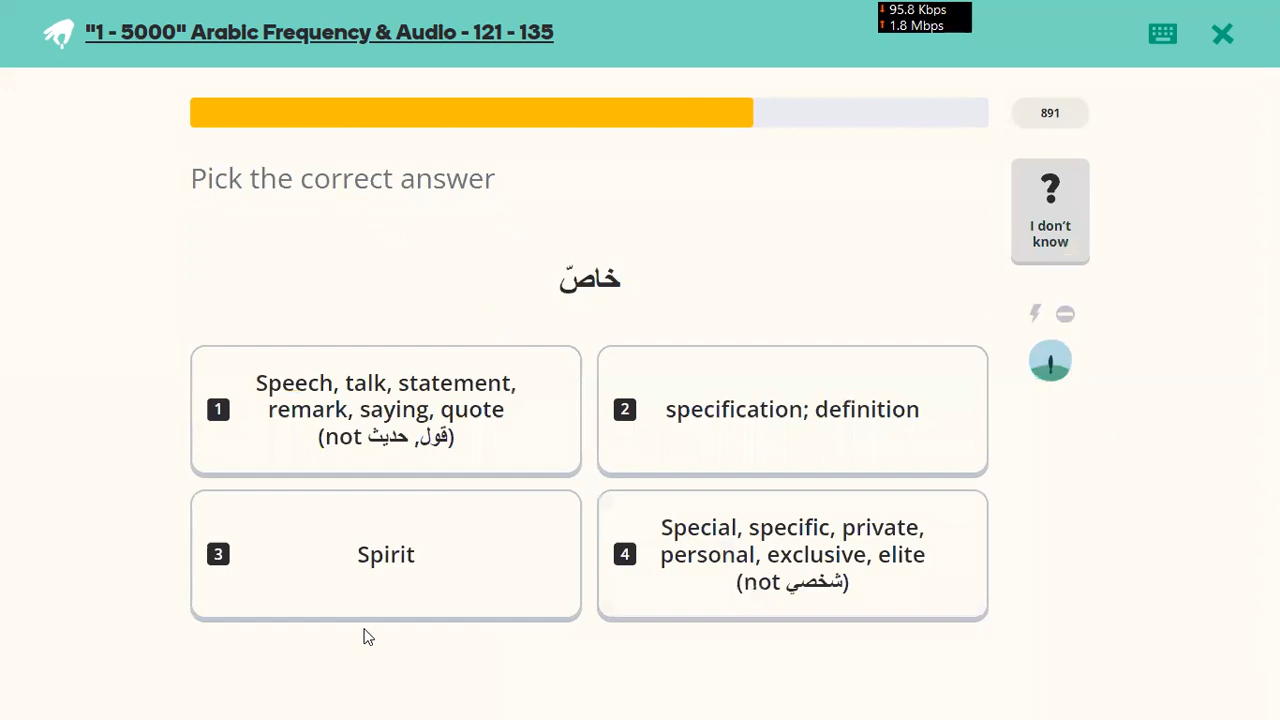 "1 - 5000" Arabic Frequency & Audio - 121 - 135
95.8 Kbps
1.8 Mbps
891
Pick the correct answer
?
I don't
know
خاصّ
1
Speech, talk, statement,
remark, saying, quote
(not قول, حديث)
2
specification; definition
3
Spirit
4
Special, specific, private,
personal, exclusive, elite
(not شخصي)